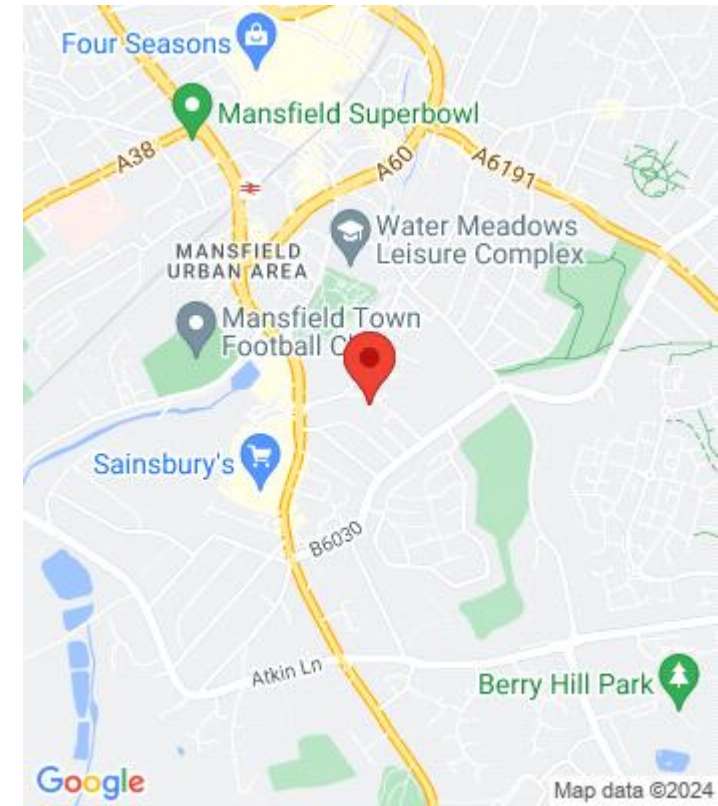 Four Seasons
Mansfield Superbowl
A38
A60
A6191
Water Meadows
Leisure Complex
MANSFIELD
URBAN AREA
Mansfield Town
Football C
Sainsbury's
B6030
Atkin Ln
Berry Hill Park
Google
Map data ©2024